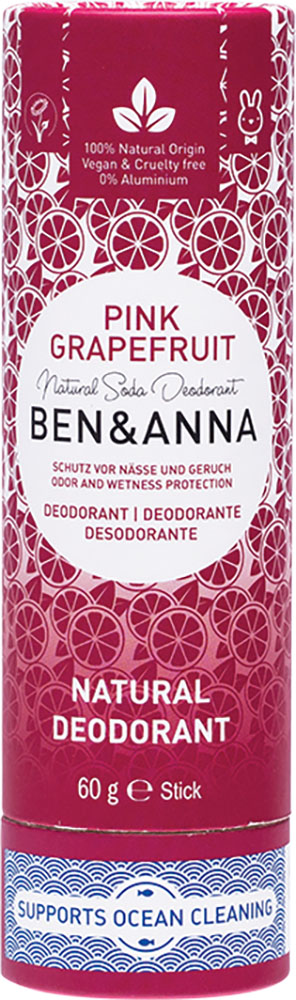 100% Natural Origin
Vegan & Cruelty free
0% Aluminium
PINK
GRAPEFRUIT
Natural Soda Deodorant
BEN&ANNA
SCHUTZ VOR NÄSSE UND GERUCH
ODOR AND WETNESS PROTECTION
DEODORANT | DEODORANTE
DESODORANTE
NATURAL
DEODORANT
60 g ℮ Stick
SUPPORTS OCEAN CLEANING